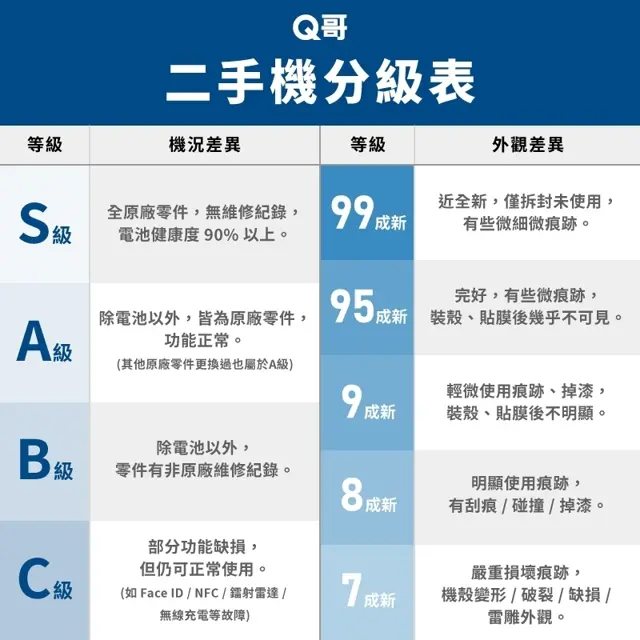 Q哥
二手機分級表
等級
機況差異
S級
全原廠零件，無維修紀錄，
電池健康度 90% 以上。
A級
除電池以外，皆為原廠零件，
功能正常。
(其他原廠零件更換過也屬於A級)
B級
除電池以外，
零件有非原廠維修紀錄。
C級
部分功能缺損，
但仍可正常使用。
(如 Face ID / NFC / 鐳射雷達 /
無線充電等故障)
等級
外觀差異
99成新
近全新，僅拆封未使用，
有些微細微痕跡。
95成新
完好，有些微痕跡，
裝殼、貼膜後幾乎不可見。
9成新
輕微使用痕跡、掉漆，
裝殼、貼膜後不明顯。
8成新
明顯使用痕跡，
有刮痕 / 碰撞 / 掉漆。
7成新
嚴重損壞痕跡，
機殼變形 / 破裂 / 缺損 /
雷雕外觀。